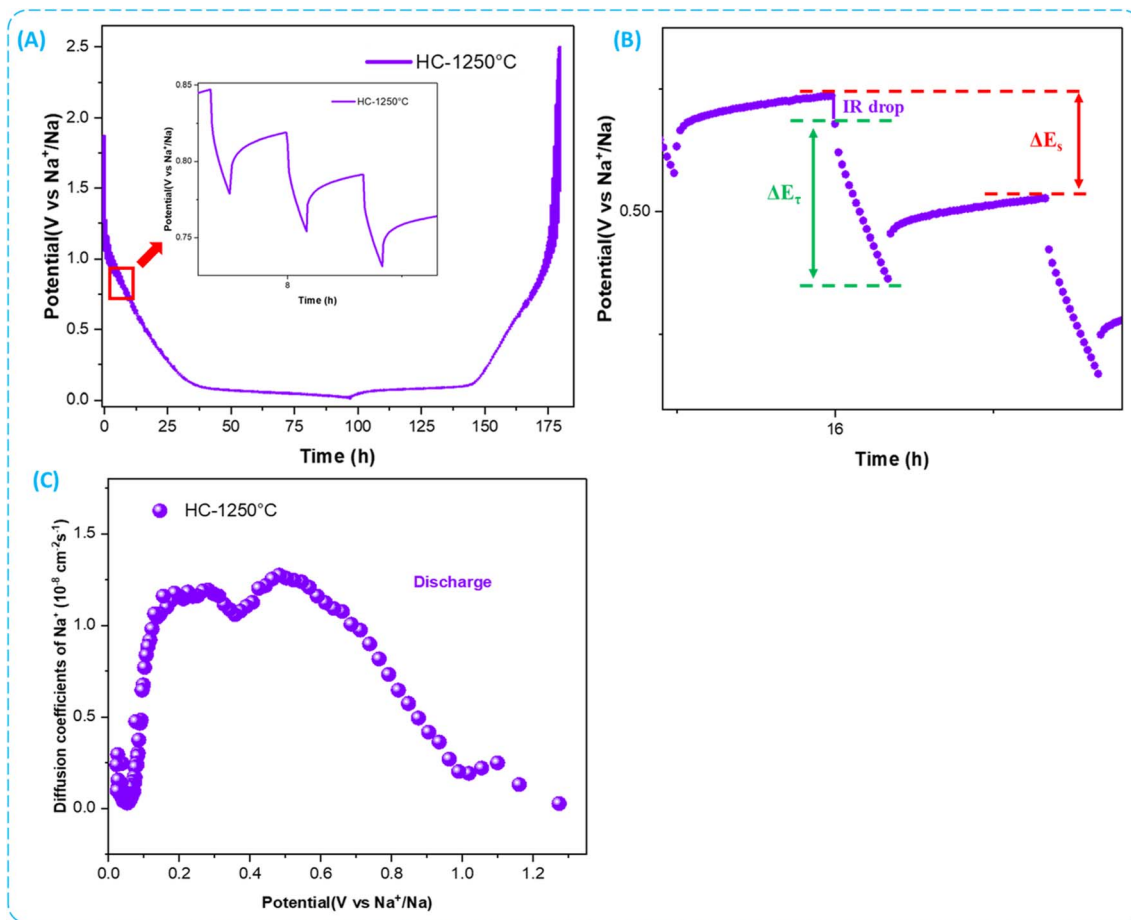 (A)
2.5
2.0
1.5
1.0
0.5
0.0
Potential(V vs Na⁺/Na)
HC-1250°C
0.85
0.80
0.75
Potential(V vs Na⁺/Na)
HC-1250°C
8
Time (h)
0 25 50 75 100 125 150 175
Time (h)
(B)
Potential(V vs Na⁺/Na)
0.50
IR drop
ΔEₛ
ΔE_τ
16
Time (h)
(C)
Diffusion coefficients of Na⁺ (10⁻⁸ cm⁻²s⁻¹)
1.5
1.0
0.5
0.0
HC-1250°C
Discharge
0.0 0.2 0.4 0.6 0.8 1.0 1.2
Potential(V vs Na⁺/Na)